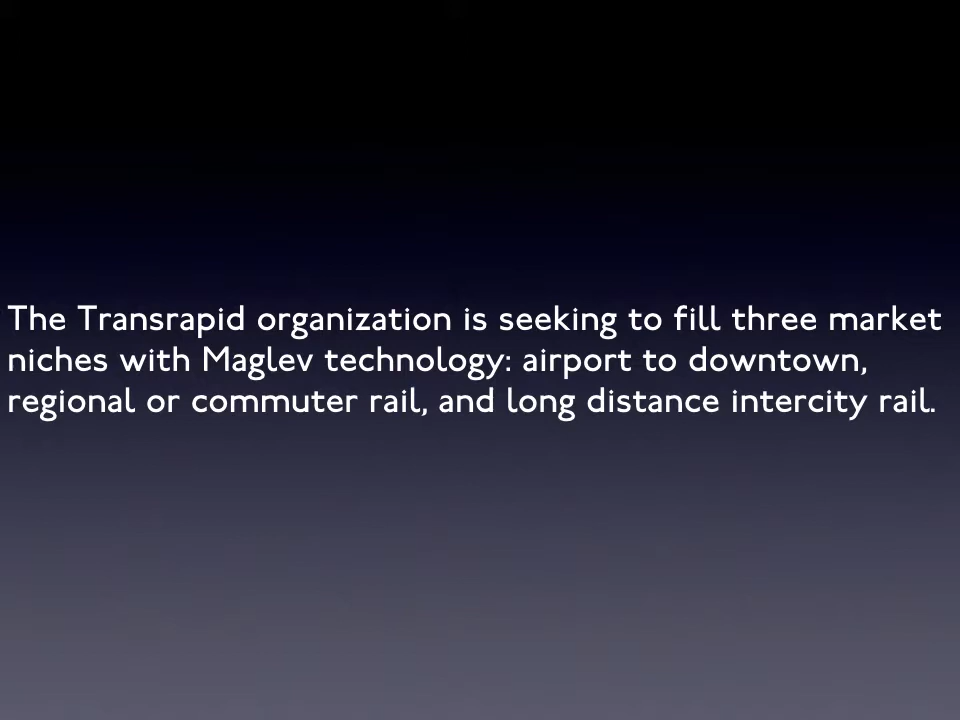 The Transrapid organization is seeking to fill three market
niches with Maglev technology: airport to downtown,
regional or commuter rail, and long distance intercity rail.